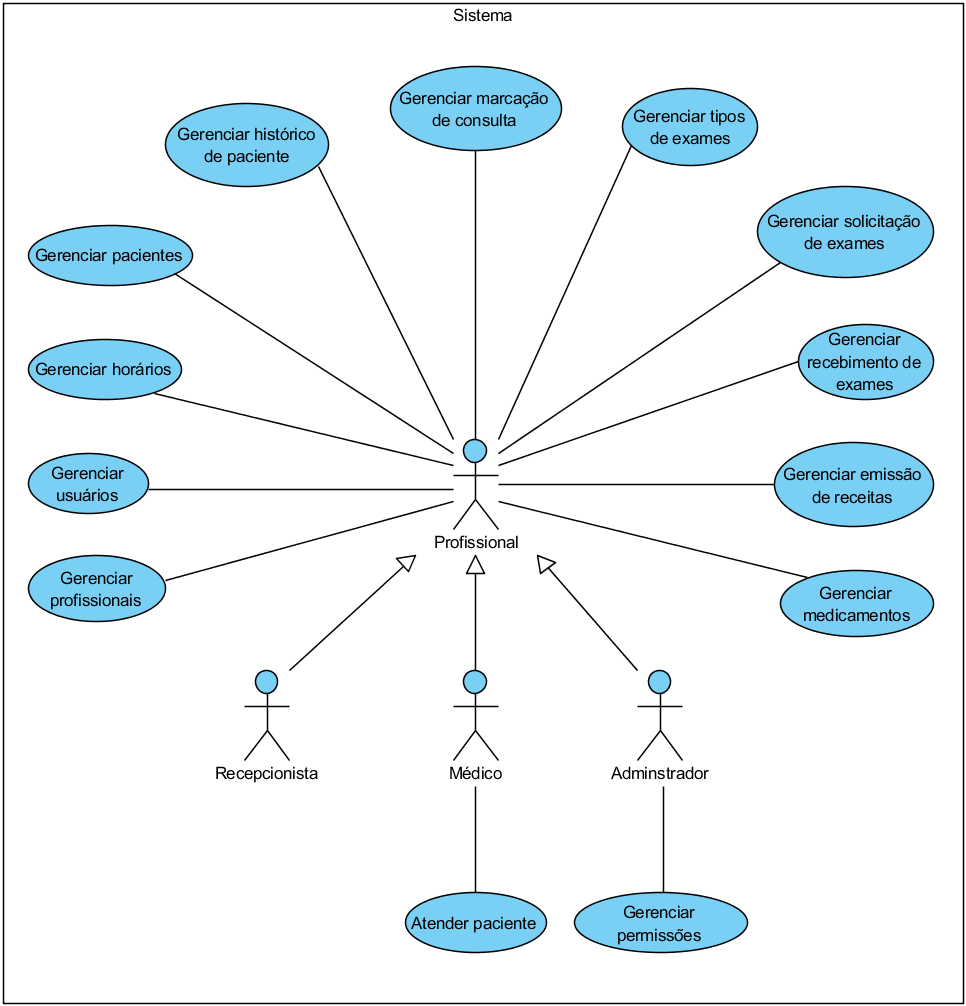 Sistema
Gerenciar marcação
de consulta
Gerenciar tipos
de exames
Gerenciar histórico
de paciente
Gerenciar solicitação
de exames
Gerenciar pacientes
Gerenciar
recebimento de
exames
Gerenciar horários
Gerenciar
usuários
Gerenciar emissão
de receitas
Profissional
Gerenciar
profissionais
Gerenciar
medicamentos
Recepcionista
Médico
Adminstrador
Atender paciente
Gerenciar
permissões